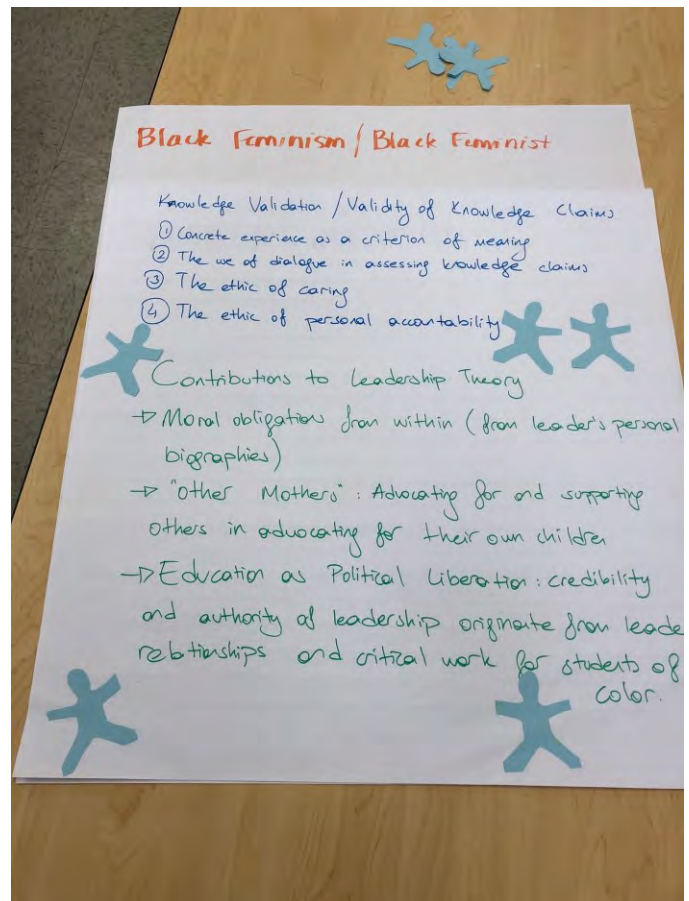 Black Feminism / Black Feminist
Knowledge Validation / Validity of Knowledge Claims
① Concrete experience as a criterion of meaning
② The use of dialogue in assessing knowledge claims
③ The ethic of caring
④ The ethic of personal accountability
Contributions to Leadership Theory
→ Moral obligation from within (from leader's personal
biographies)
→ "Other Mothers": Advocating for and supporting
others in advocating for their own children
→ Education as Political Liberation: credibility
and authority of leadership originate from leade
relationships and critical work for students of
color.